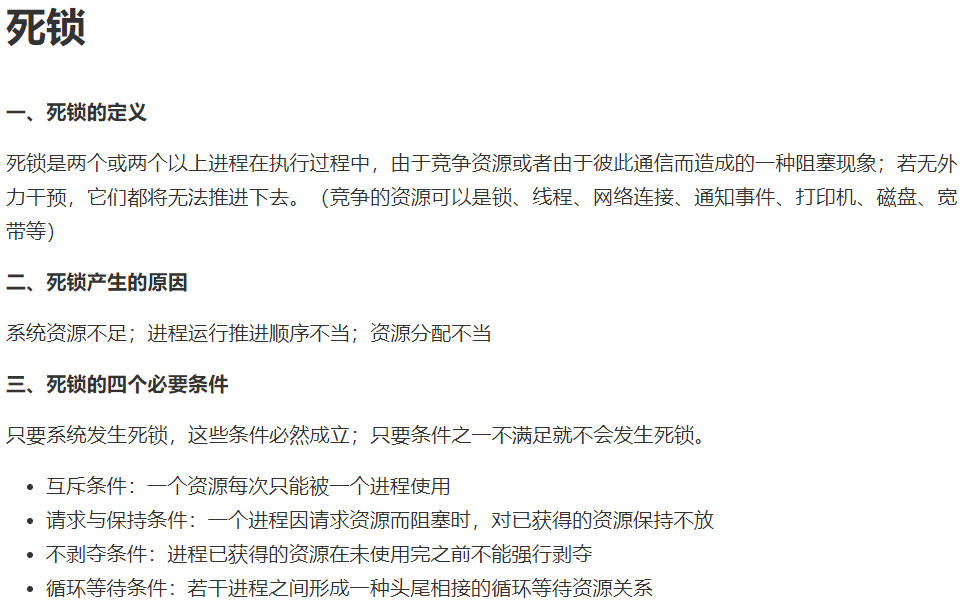 死锁
一、死锁的定义
死锁是两个或两个以上进程在执行过程中，由于竞争资源或者由于彼此通信而造成的一种阻塞现象；若无外
力干预，它们都将无法推进下去。（竞争的资源可以是锁、线程、网络连接、通知事件、打印机、磁盘、宽
带等）
二、死锁产生的原因
系统资源不足；进程运行推进顺序不当；资源分配不当
三、死锁的四个必要条件
只要系统发生死锁，这些条件必然成立；只要条件之一不满足就不会发生死锁。
• 互斥条件：一个资源每次只能被一个进程使用
• 请求与保持条件：一个进程因请求资源而阻塞时，对已获得的资源保持不放
• 不剥夺条件：进程已获得的资源在未使用完之前不能强行剥夺
• 循环等待条件：若干进程之间形成一种头尾相接的循环等待资源关系